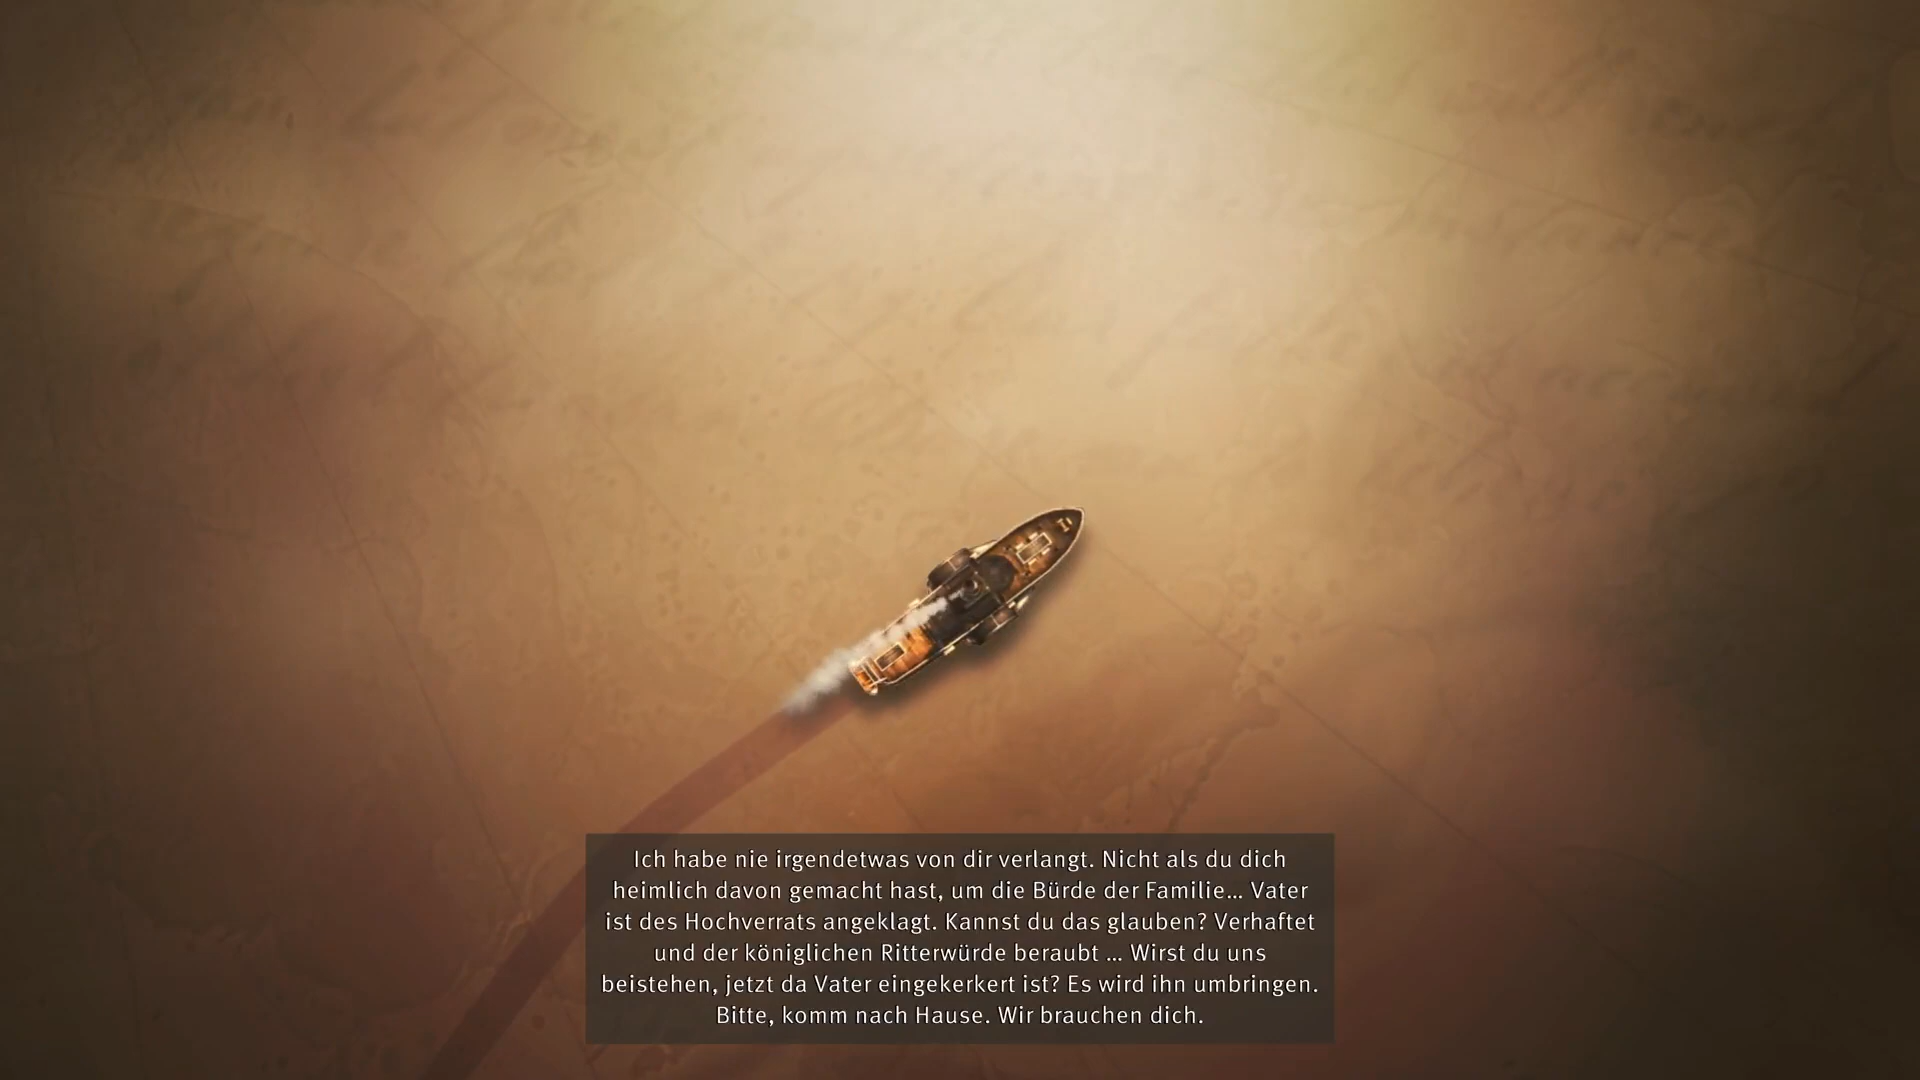 Ich habe nie irgendetwas von dir verlangt. Nicht als du dich
heimlich davon gemacht hast, um die Bürde der Familie... Vater
ist des Hochverrats angeklagt. Kannst du das glauben? Verhaftet
und der königlichen Ritterwürde beraubt ... Wirst du uns
beistehen, jetzt da Vater eingekerkert ist? Es wird ihn umbringen.
Bitte, komm nach Hause. Wir brauchen dich.